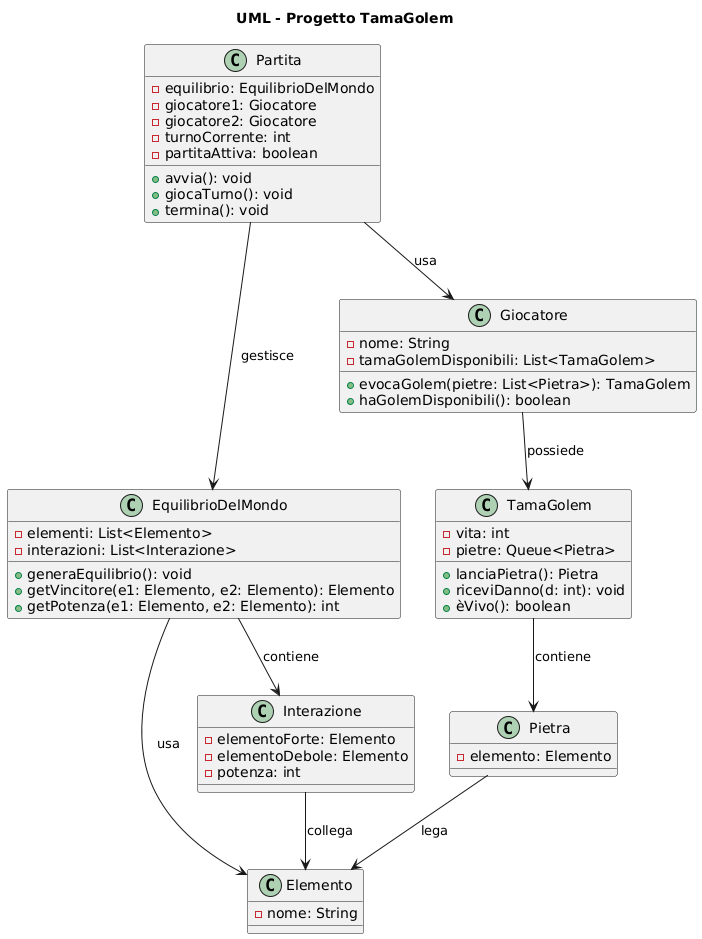 UML - Progetto TamaGolem
C Partita
equilibrio: EquilibrioDelMondo
giocatore1: Giocatore
giocatore2: Giocatore
turnoCorrente: int
partitaAttiva: boolean
avvia(): void
giocaTurno(): void
termina(): void
usa
C Giocatore
nome: String
tamaGolemDisponibili: List<TamaGolem>
evocaGolem(pietre: List<Pietra>): TamaGolem
haGolemDisponibili(): boolean
gestisce
possiede
C EquilibrioDelMondo
elementi: List<Elemento>
interazioni: List<Interazione>
generaEquilibrio(): void
getVincitore(e1: Elemento, e2: Elemento): Elemento
getPotenza(e1: Elemento, e2: Elemento): int
C TamaGolem
vita: int
pietre: Queue<Pietra>
lanciaPietra(): Pietra
riceviDanno(d: int): void
èVivo(): boolean
contiene
contiene
C Interazione
elementoForte: Elemento
elementoDebole: Elemento
potenza: int
C Pietra
elemento: Elemento
usa
collega
lega
C Elemento
nome: String